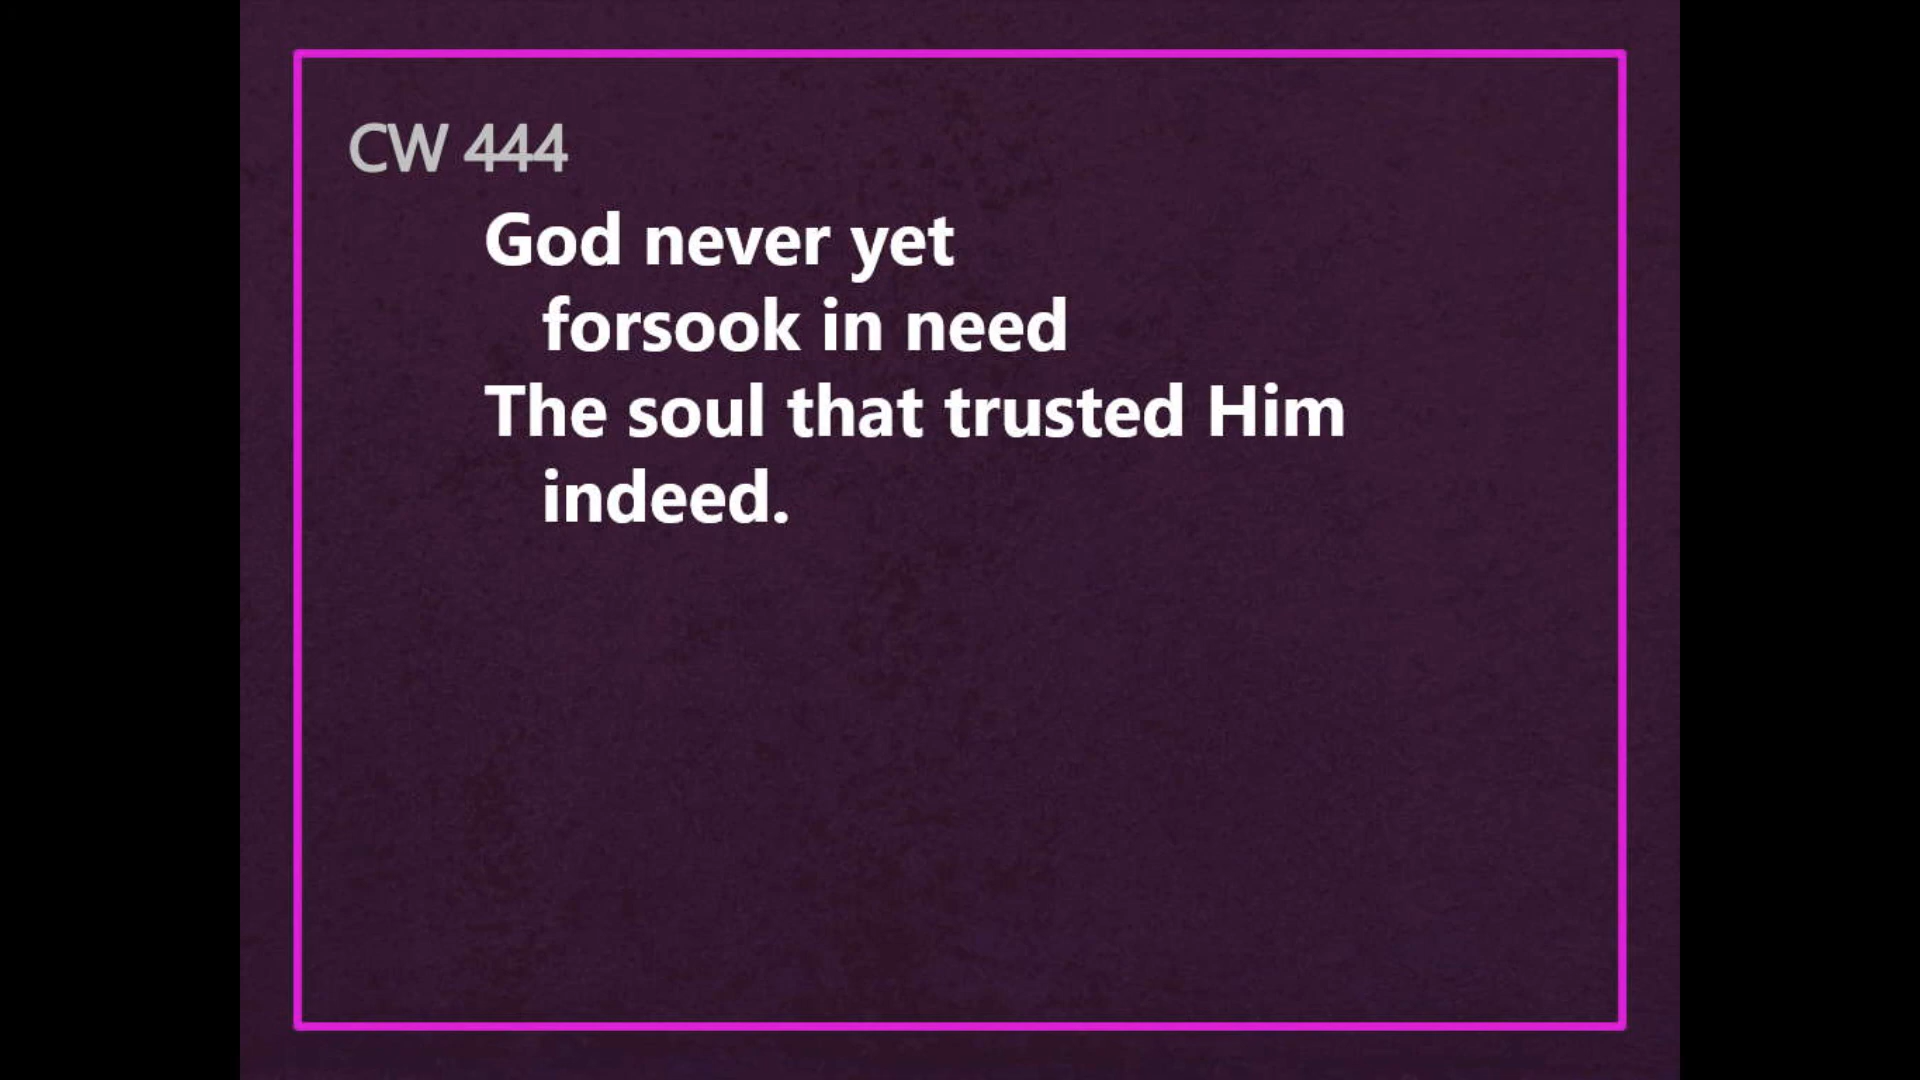 CW 444
God never yet
forsook in need
The soul that trusted Him
indeed.